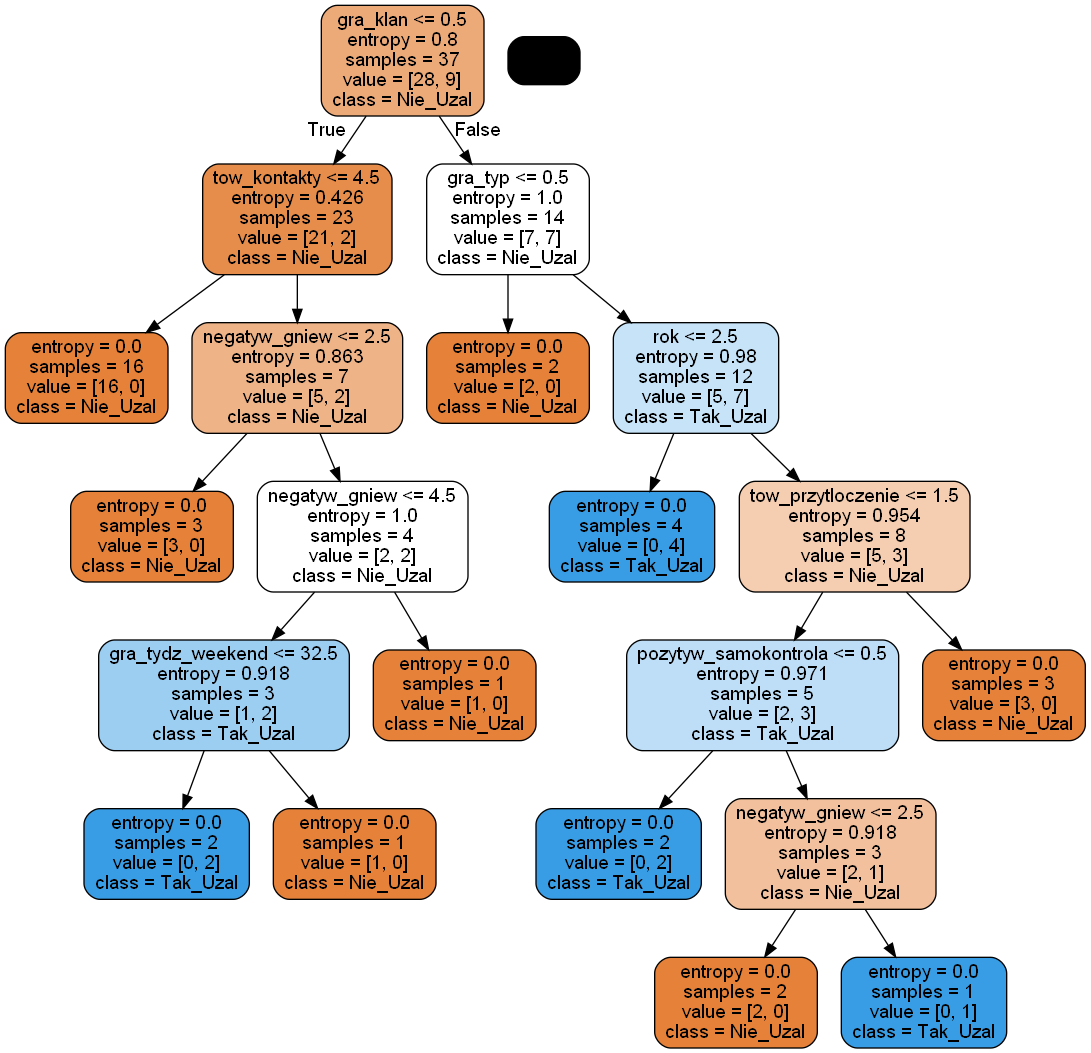 gra_klan <= 0.5
entropy = 0.8
samples = 37
value = [28, 9]
class = Nie_Uzal
True
False
tow_kontakty <= 4.5
entropy = 0.426
samples = 23
value = [21, 2]
class = Nie_Uzal
gra_typ <= 0.5
entropy = 1.0
samples = 14
value = [7, 7]
class = Nie_Uzal
entropy = 0.0
samples = 16
value = [16, 0]
class = Nie_Uzal
negatyw_gniew <= 2.5
entropy = 0.863
samples = 7
value = [5, 2]
class = Nie_Uzal
entropy = 0.0
samples = 2
value = [2, 0]
class = Nie_Uzal
rok <= 2.5
entropy = 0.98
samples = 12
value = [5, 7]
class = Tak_Uzal
entropy = 0.0
samples = 3
value = [3, 0]
class = Nie_Uzal
negatyw_gniew <= 4.5
entropy = 1.0
samples = 4
value = [2, 2]
class = Nie_Uzal
entropy = 0.0
samples = 4
value = [0, 4]
class = Tak_Uzal
tow_przytloczenie <= 1.5
entropy = 0.954
samples = 8
value = [5, 3]
class = Nie_Uzal
gra_tydz_weekend <= 32.5
entropy = 0.918
samples = 3
value = [1, 2]
class = Tak_Uzal
entropy = 0.0
samples = 1
value = [1, 0]
class = Nie_Uzal
pozytyw_samokontrola <= 0.5
entropy = 0.971
samples = 5
value = [2, 3]
class = Tak_Uzal
entropy = 0.0
samples = 3
value = [3, 0]
class = Nie_Uzal
entropy = 0.0
samples = 2
value = [0, 2]
class = Tak_Uzal
entropy = 0.0
samples = 1
value = [1, 0]
class = Nie_Uzal
entropy = 0.0
samples = 2
value = [0, 2]
class = Tak_Uzal
negatyw_gniew <= 2.5
entropy = 0.918
samples = 3
value = [2, 1]
class = Nie_Uzal
entropy = 0.0
samples = 2
value = [2, 0]
class = Nie_Uzal
entropy = 0.0
samples = 1
value = [0, 1]
class = Tak_Uzal